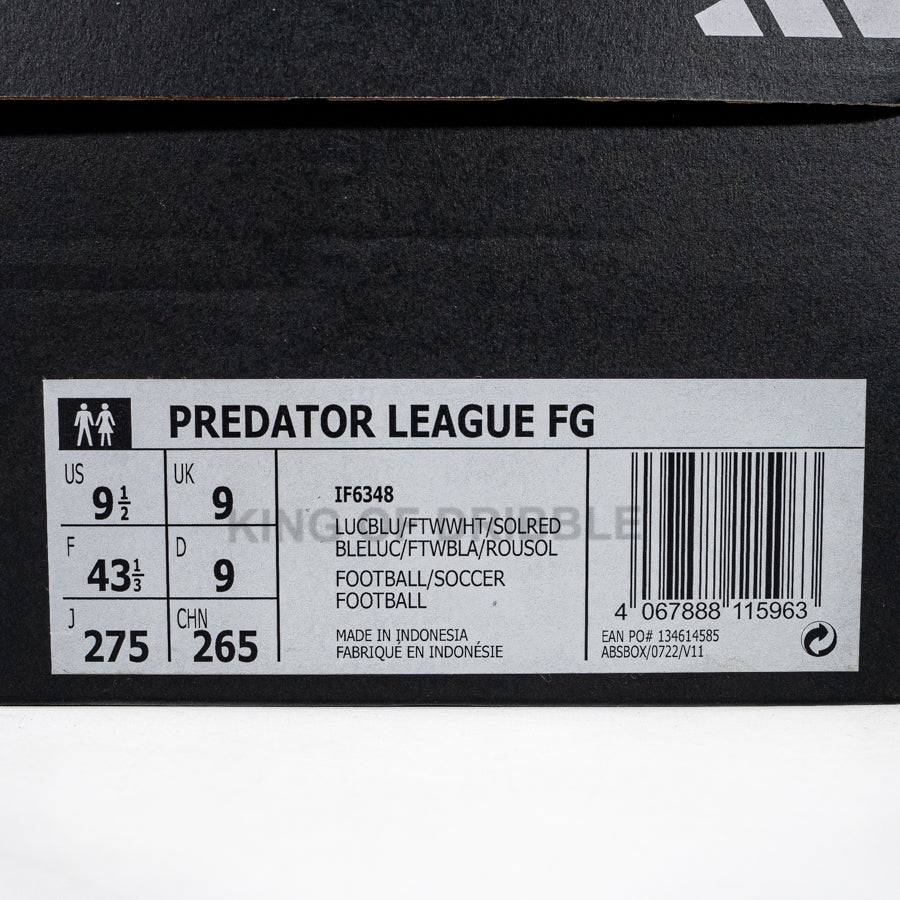 PREDATOR LEAGUE FG
US
9 1/2
UK
9
F
43 1/3
D
9
J
275
CHN
265
IF6348
LUCBLU/FTWWHT/SOLRED
BLELUC/FTWBLA/ROUSOL
FOOTBALL/SOCCER
FOOTBALL
MADE IN INDONESIA
FABRIQUÉ EN INDONÉSIE
4 067888 115963
EAN PO# 134614585
ABSBOX/0722/V11
KING OF DRIBBLE